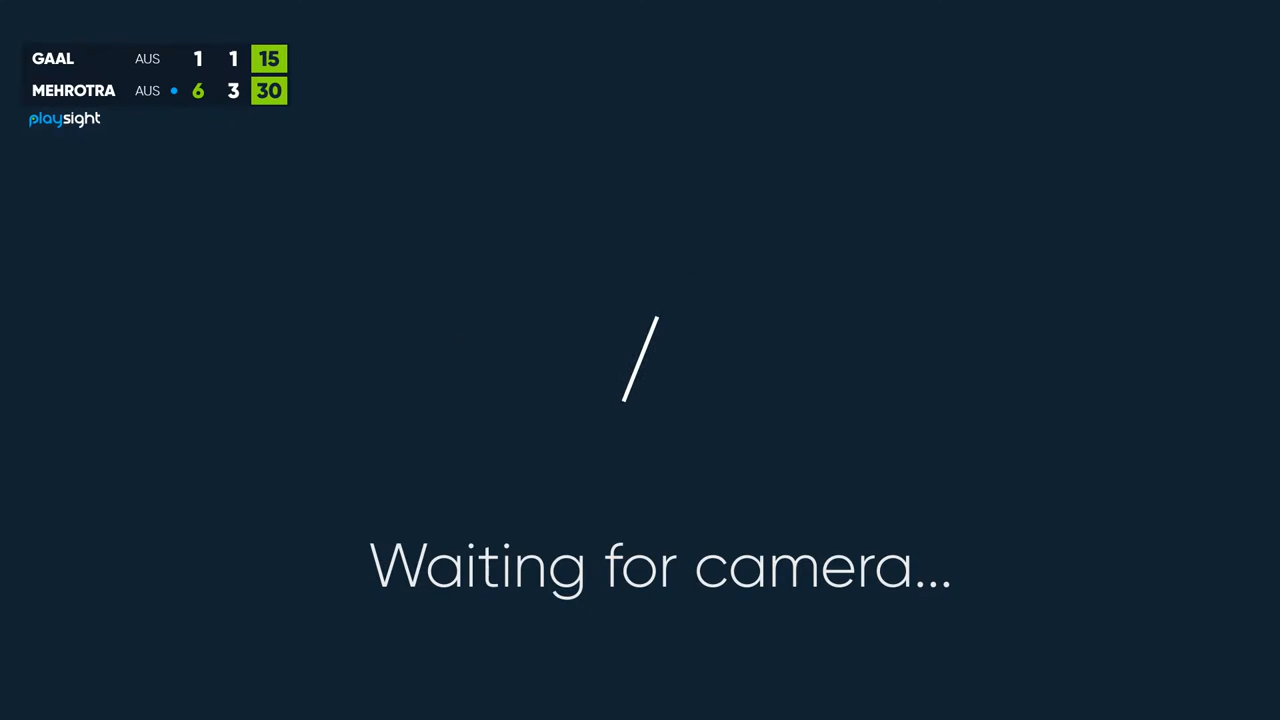 GAAL AUS 1 1 15
MEHROTRA AUS 6 3 30
playsight
Waiting for camera...